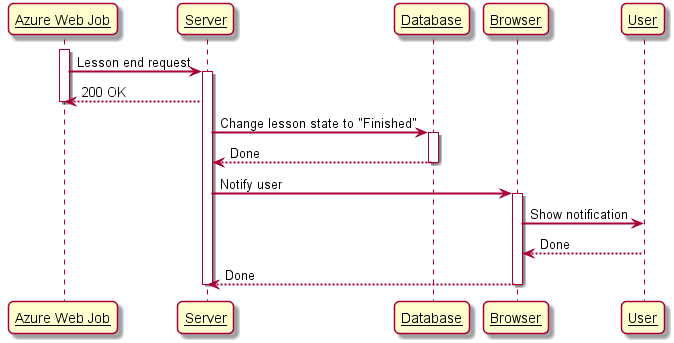 Azure Web Job
Server
Database
Browser
User
Lesson end request
200 OK
Change lesson state to "Finished"
Done
Notify user
Show notification
Done
Done
Azure Web Job
Server
Database
Browser
User